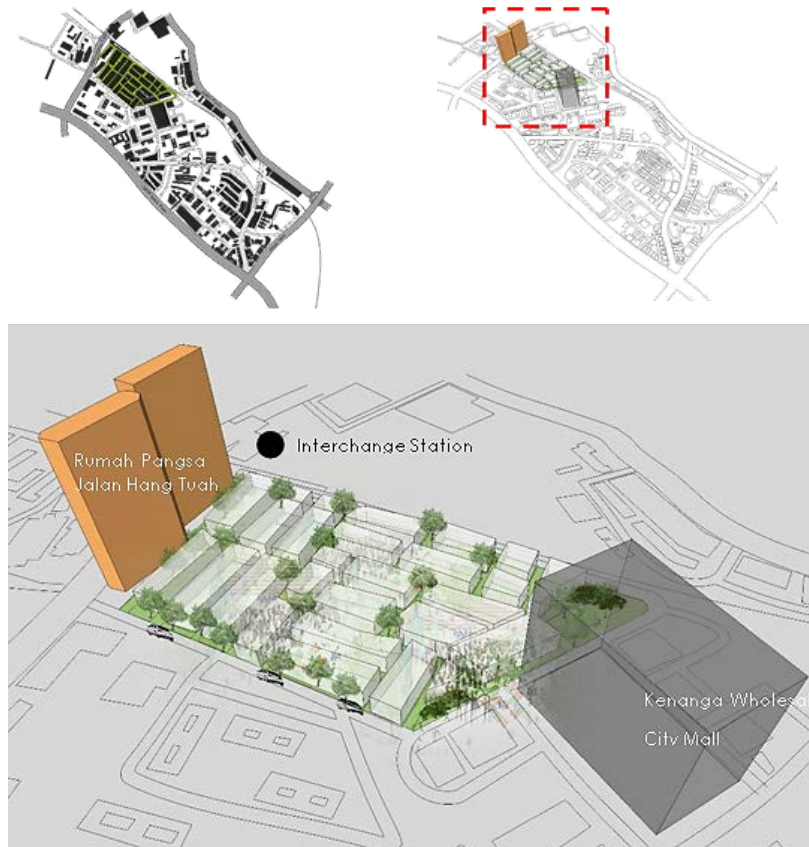 Interchange Station
Rumah Pangsa
Jalan Hang Tuah
Kenanga Wholesa
City Mall